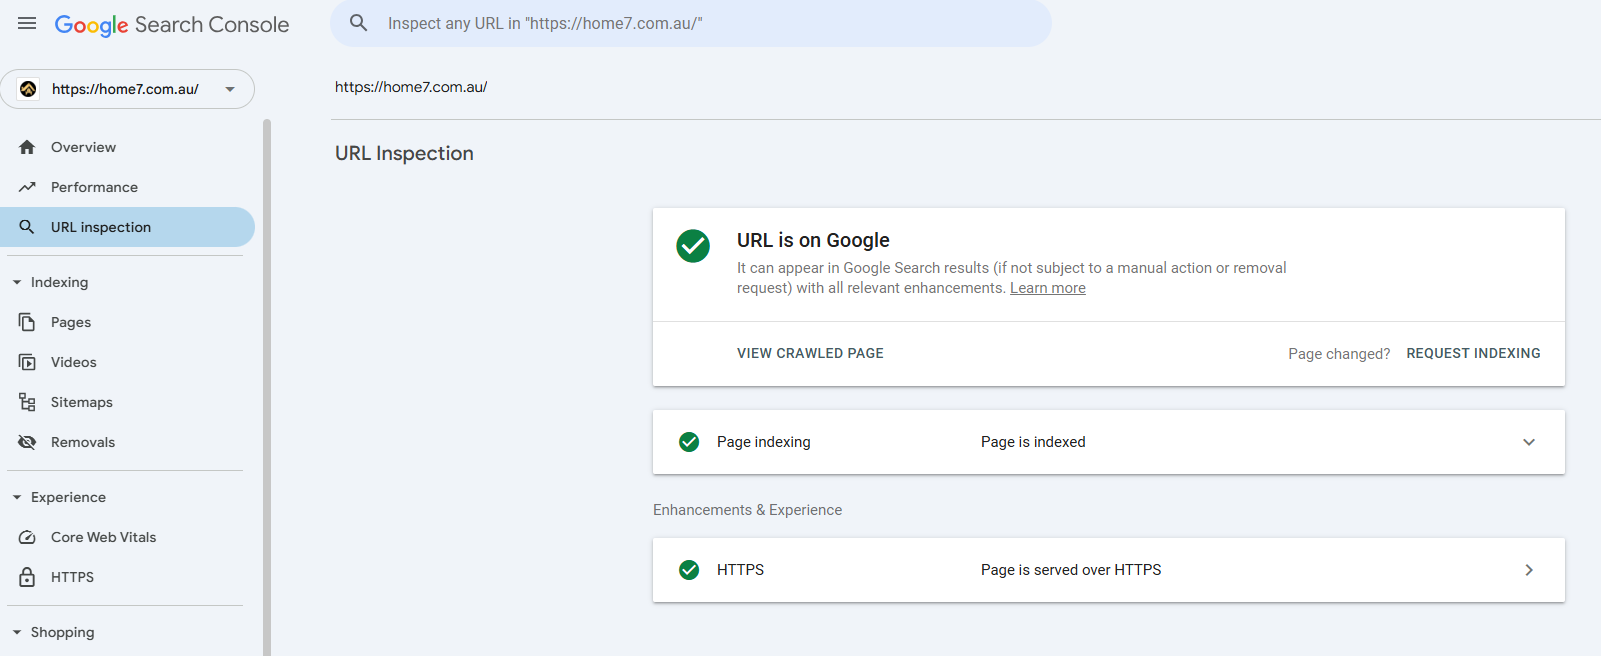 Google Search Console
Inspect any URL in "https://home7.com.au/"
https://home7.com.au/
Overview
Performance
URL inspection
Indexing
Pages
Videos
Sitemaps
Removals
Experience
Core Web Vitals
HTTPS
Shopping
https://home7.com.au/
URL Inspection
URL is on Google
It can appear in Google Search results (if not subject to a manual action or removal
request) with all relevant enhancements. Learn more
VIEW CRAWLED PAGE
Page changed? REQUEST INDEXING
Page indexing Page is indexed
Enhancements & Experience
HTTPS Page is served over HTTPS